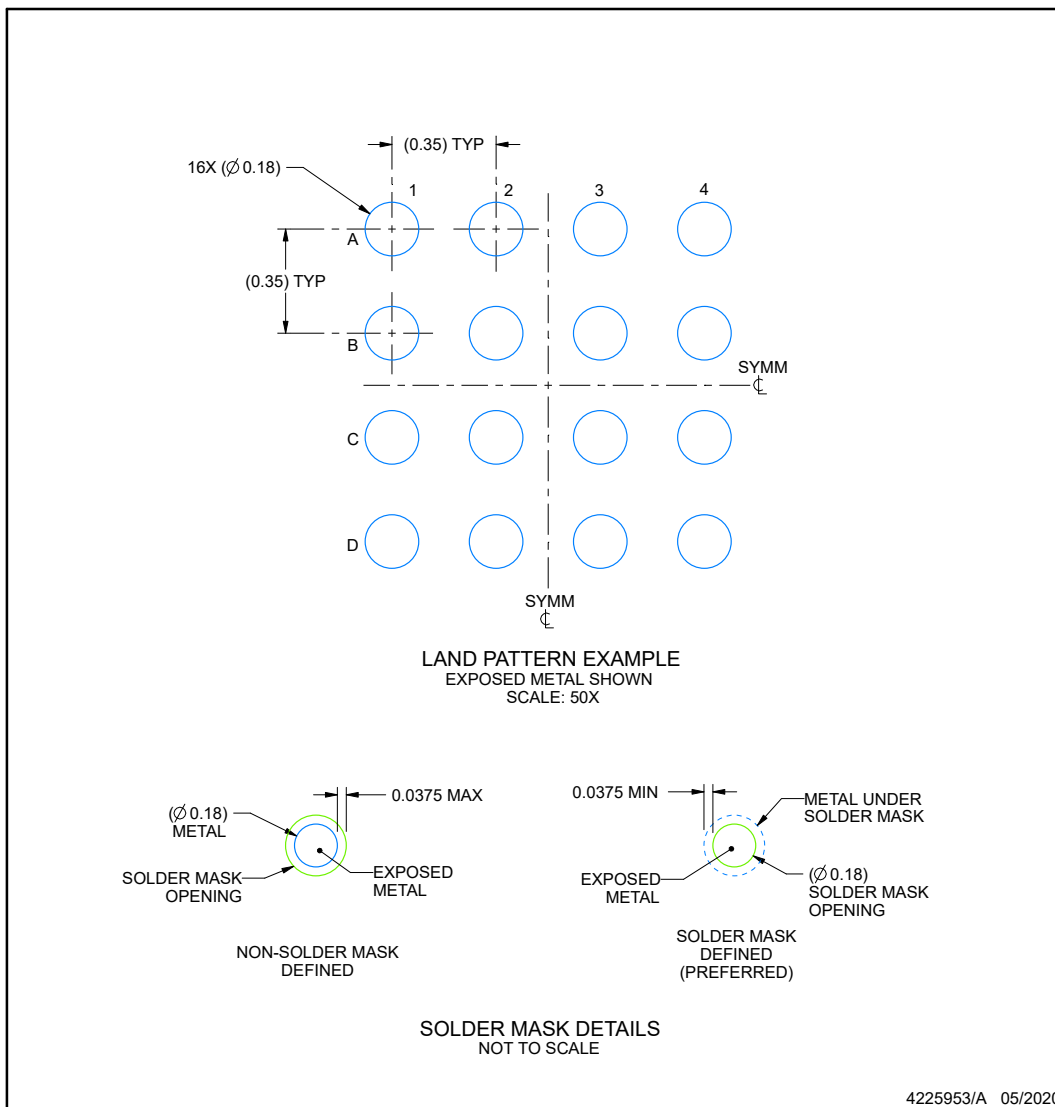 (0.35) TYP
16X (∅ 0.18)
1
2
3
4
A
(0.35) TYP
B
SYMM
℄
C
D
SYMM
℄
LAND PATTERN EXAMPLE
EXPOSED METAL SHOWN
SCALE: 50X
(∅ 0.18)
METAL
0.0375 MAX
SOLDER MASK
OPENING
EXPOSED
METAL
NON-SOLDER MASK
DEFINED
0.0375 MIN
METAL UNDER
SOLDER MASK
EXPOSED
METAL
(∅ 0.18)
SOLDER MASK
OPENING
SOLDER MASK
DEFINED
(PREFERRED)
SOLDER MASK DETAILS
NOT TO SCALE
4225953/A 05/2020